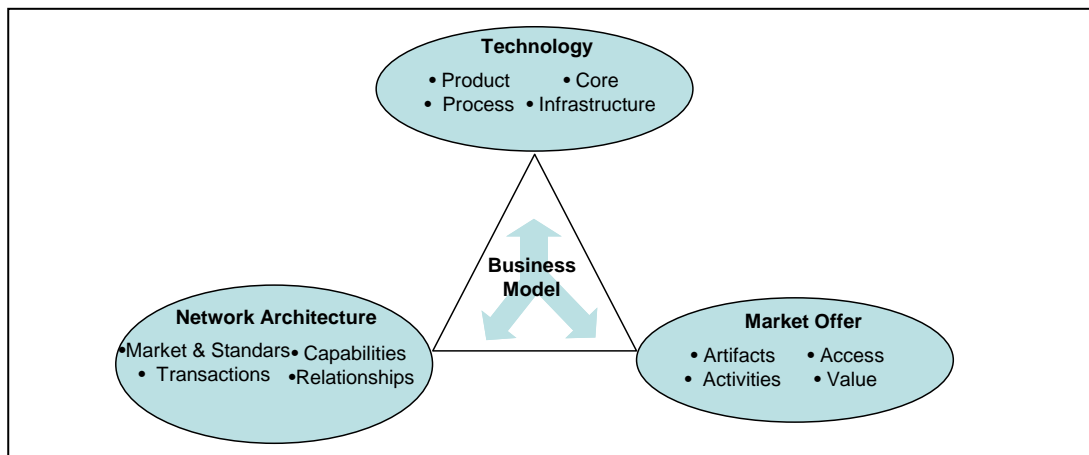 Technology
• Product • Core
• Process • Infrastructure
Business
Model
Network Architecture
•Market & Standars • Capabilities
• Transactions •Relationships
Market Offer
• Artifacts • Access
• Activities • Value